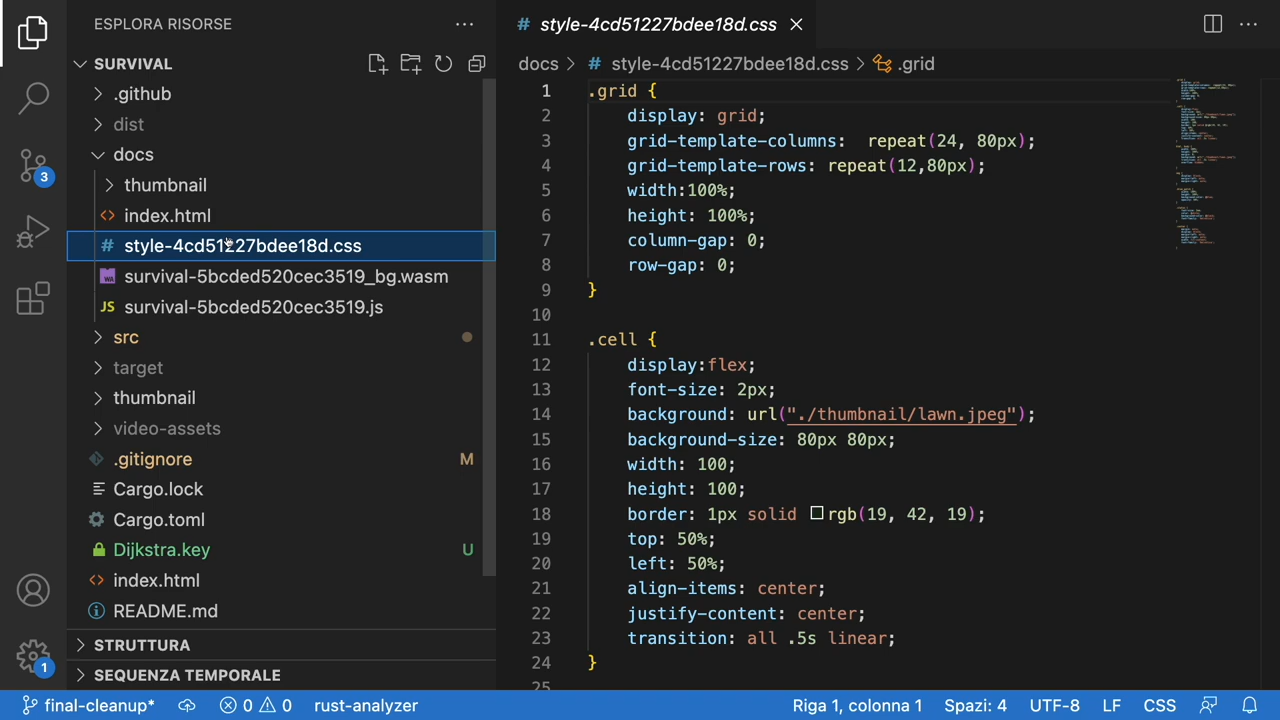 ESPLORA RISORSE
SURVIVAL
.github
dist
docs
thumbnail
index.html
# style-4cd51227bdee18d.css
survival-5bcded520cec3519_bg.wasm
JS survival-5bcded520cec3519.js
src
target
thumbnail
video-assets
.gitignore M
Cargo.lock
Cargo.toml
Dijkstra.key U
index.html
README.md
STRUTTURA
SEQUENZA TEMPORALE
3
1
# style-4cd51227bdee18d.css
docs > # style-4cd51227bdee18d.css > .grid
1 .grid {
2 display: grid;
3 grid-template-columns: repeat(24, 80px);
4 grid-template-rows: repeat(12,80px);
5 width:100%;
6 height: 100%;
7 column-gap: 0;
8 row-gap: 0;
9 }
10
11 .cell {
12 display:flex;
13 font-size: 2px;
14 background: url("./thumbnail/lawn.jpeg");
15 background-size: 80px 80px;
16 width: 100;
17 height: 100;
18 border: 1px solid rgb(19, 42, 19);
19 top: 50%;
20 left: 50%;
21 align-items: center;
22 justify-content: center;
23 transition: all .5s linear;
24 }
25
final-cleanup* 0 0 rust-analyzer Riga 1, colonna 1 Spazi: 4 UTF-8 LF CSS